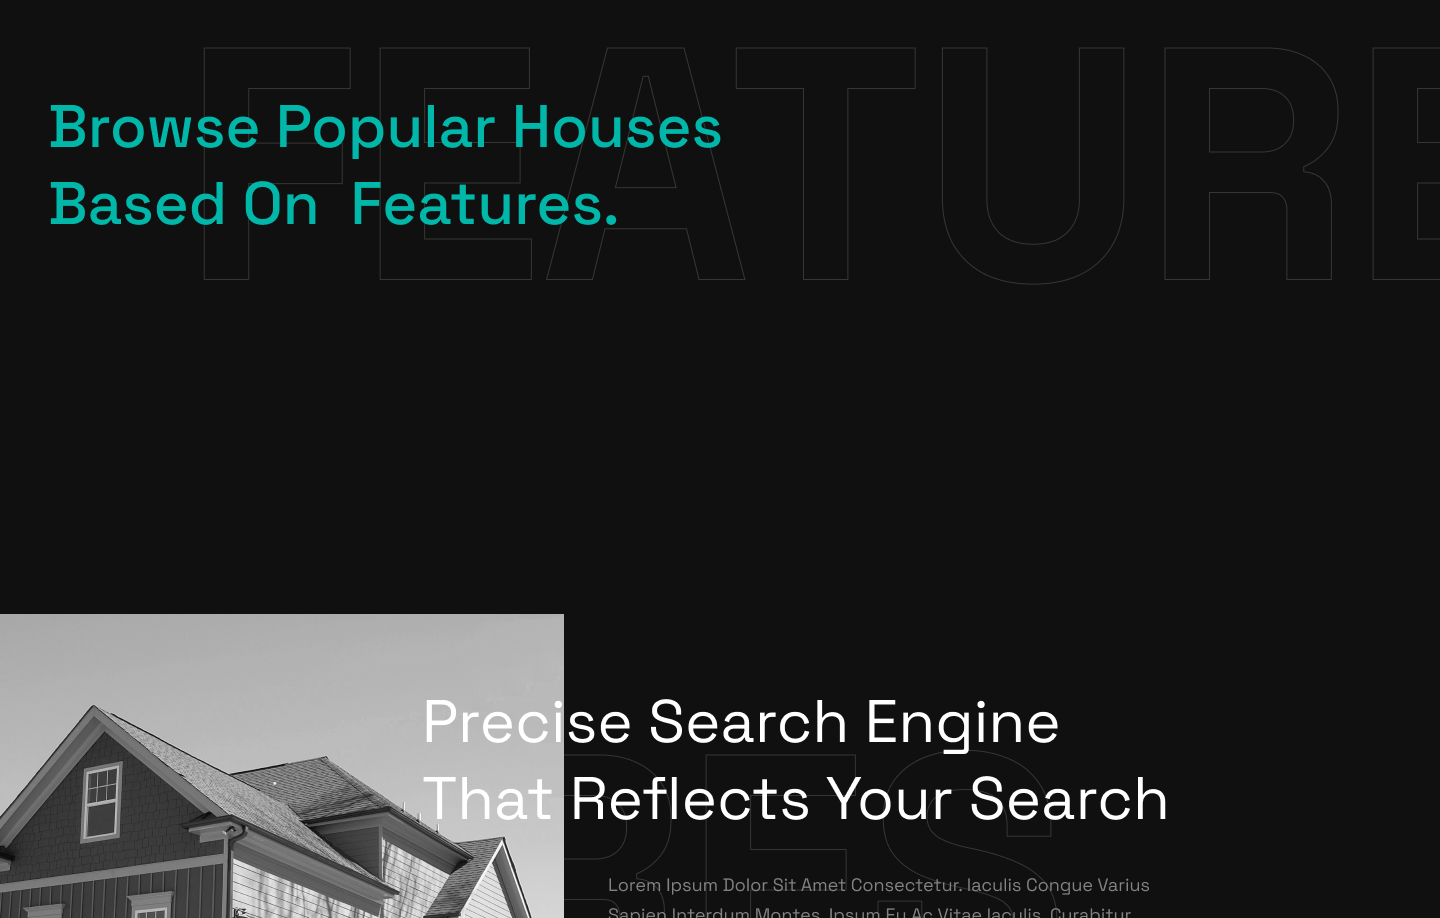 FEATURE
Browse Popular Houses
Based On Features.
Precise Search Engine
That Reflects Your Search
RES
Lorem Ipsum Dolor Sit Amet Consectetur. Iaculis Congue Varius
Sapien Interdum Montes. Ipsum Eu Ac Vitae Iaculis. Curabitur